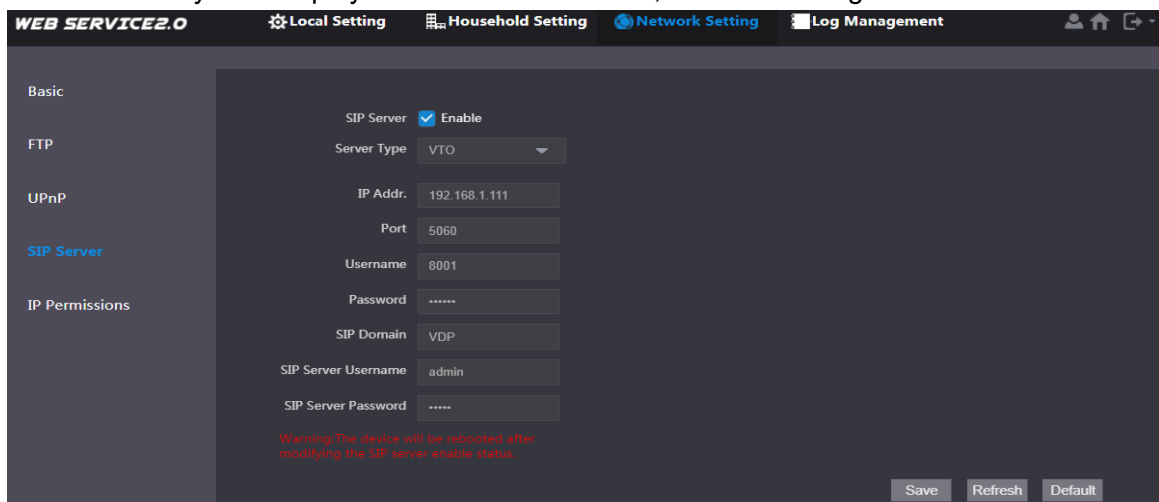 WEB SERVICE2.0 Local Setting Household Setting Network Setting Log Management
Basic
FTP
UPnP
SIP Server
IP Permissions
SIP Server Enable
Server Type VTO
IP Addr. 192.168.1.111
Port 5060
Username 8001
Password ••••••
SIP Domain VDP
SIP Server Username admin
SIP Server Password •••••
Warning:The device will be rebooted after
modifying the SIP server enable status.
Save Refresh Default